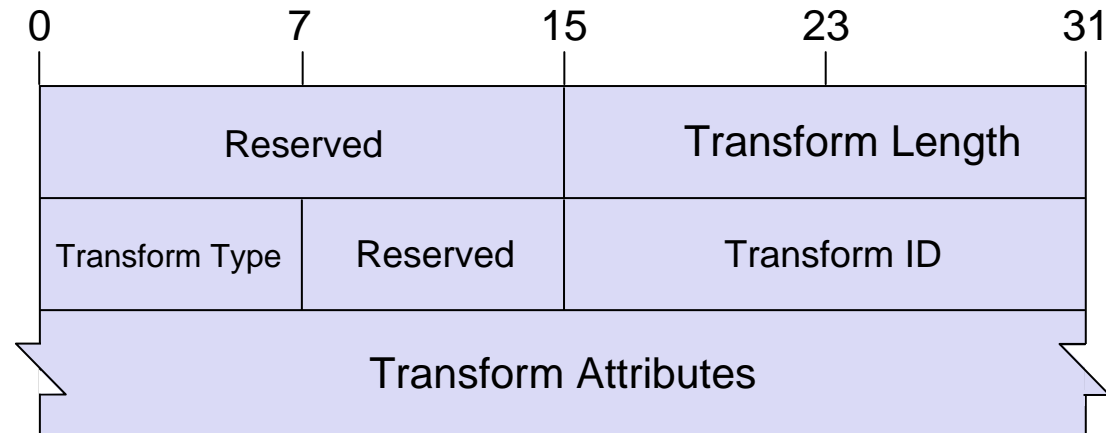 0 7 15 23 31
Reserved Transform Length
Transform Type Reserved Transform ID
Transform Attributes